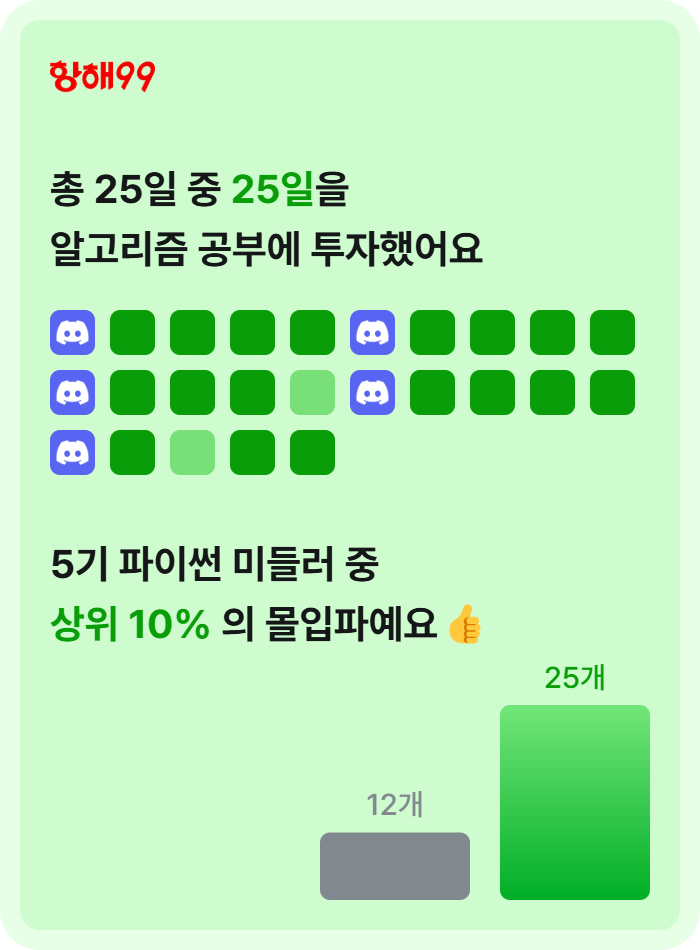 항해99
총 25일 중 25일을
알고리즘 공부에 투자했어요
5기 파이썬 미들러 중
상위 10% 의 몰입파예요 👍
25개
12개